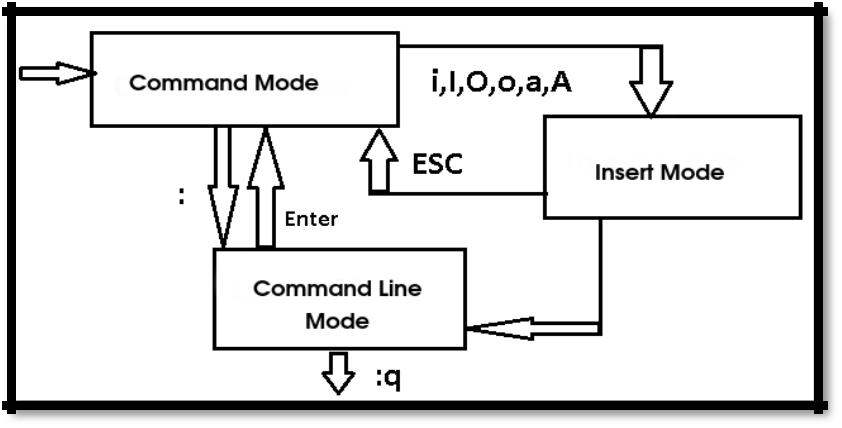 Command Mode
i,I,O,o,a,A
ESC
Insert Mode
:
Enter
Command Line
Mode
:q